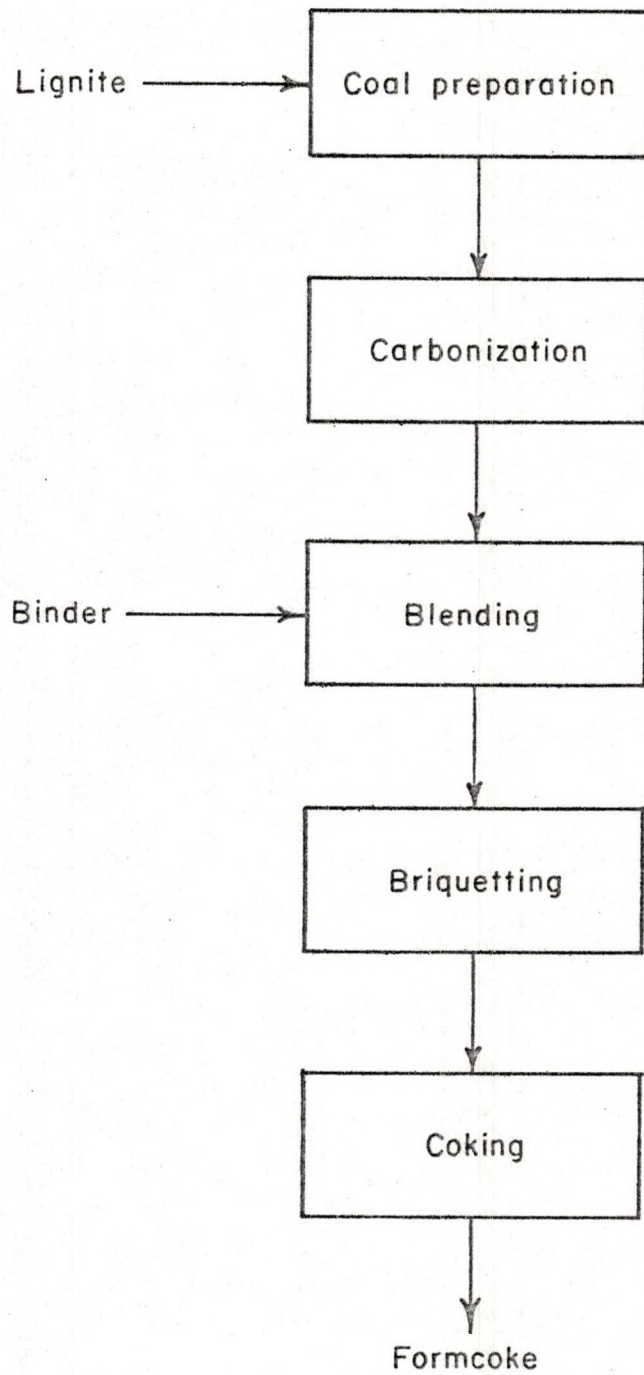 Lignite
Coal preparation
Carbonization
Binder
Blending
Briquetting
Coking
Formcoke